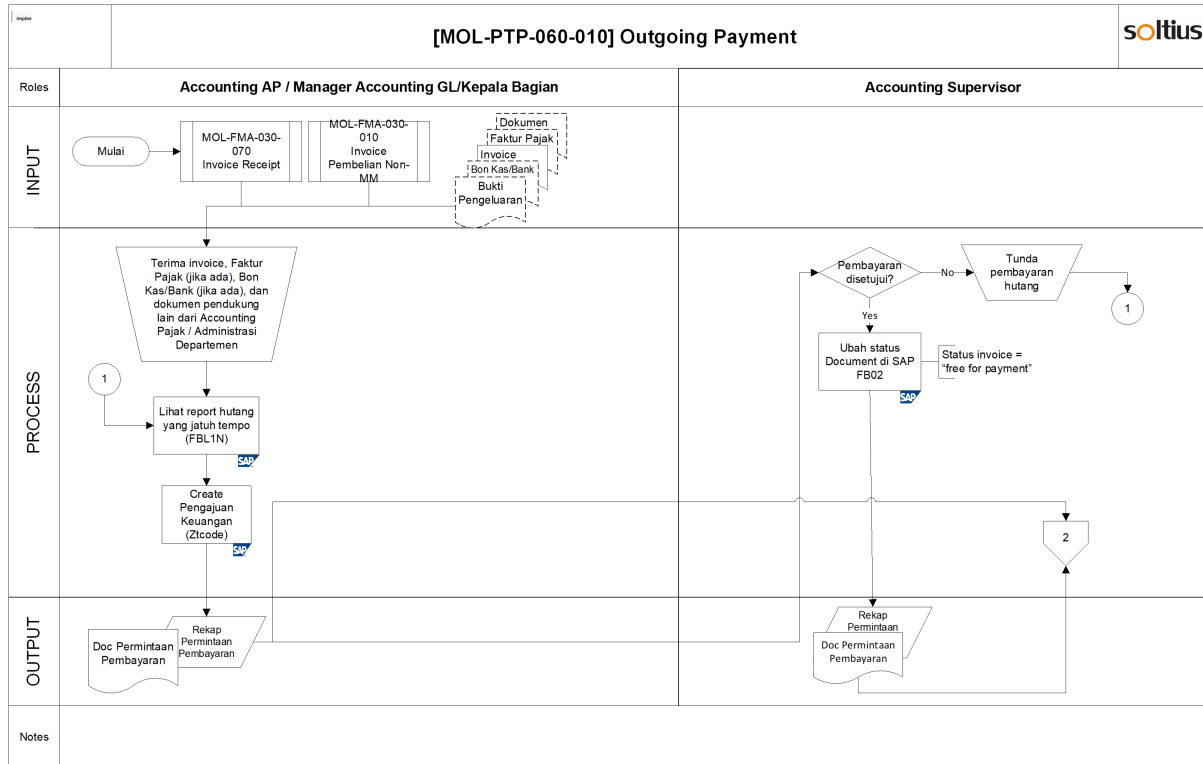 Implee
[MOL-PTP-060-010] Outgoing Payment
soltius
Roles
Accounting AP / Manager Accounting GL/Kepala Bagian
Accounting Supervisor
INPUT
Mulai
MOL-FMA-030-
070
Invoice Receipt
MOL-FMA-030-
010
Invoice
Pembelian Non-
MM
Dokumen
Faktur Pajak
Invoice
Bon Kas/Bank
Bukti
Pengeluaran
PROCESS
Terima invoice, Faktur
Pajak (jika ada), Bon
Kas/Bank (jika ada), dan
dokumen pendukung
lain dari Accounting
Pajak / Administrasi
Departemen
1
Lihat report hutang
yang jatuh tempo
(FBL1N)
SAP
Create
Pengajuan
Keuangan
(Ztcode)
SAP
Pembayaran
disetujui?
No
Tunda
pembayaran
hutang
1
Yes
Ubah status
Document di SAP
FB02
SAP
Status invoice =
“free for payment”
2
OUTPUT
Rekap
Permintaan
Pembayaran
Doc Permintaan
Pembayaran
Rekap
Permintaan
Doc Permintaan
Pembayaran
Notes